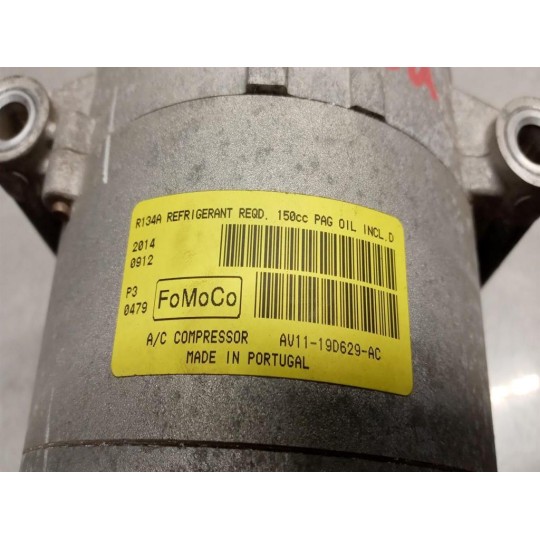 R134A REFRIGERANT REQD. 150cc PAG OIL INCL.D
2014
0912
P3
0479
FoMoCo
A/C COMPRESSOR AV11-19D629-AC
MADE IN PORTUGAL